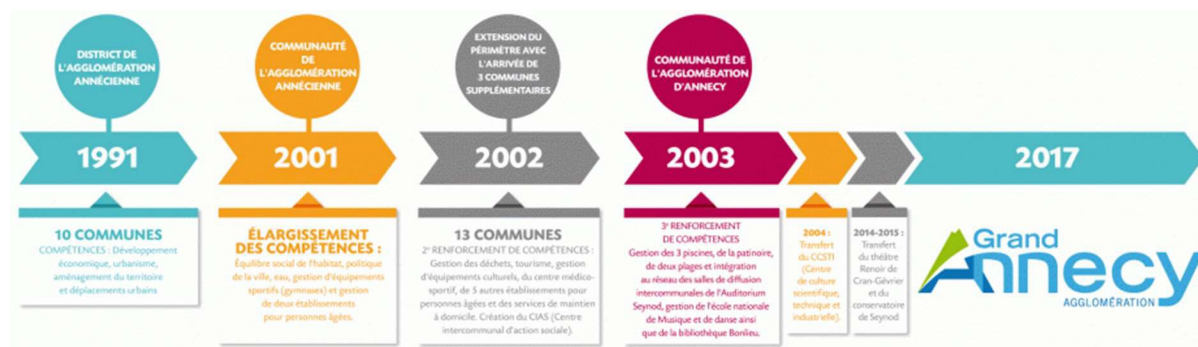 DISTRICT DE
L'AGGLOMÉRATION
ANNÉCIENNE
1991
10 COMMUNES
COMPÉTENCES : Développement
économique, urbanisme,
aménagement du territoire
et déplacements urbains
COMMUNAUTÉ
DE
L'AGGLOMÉRATION
ANNÉCIENNE
2001
ÉLARGISSEMENT
DES COMPÉTENCES :
Équilibre social de l'habitat, politique
de la ville, eau, gestion d'équipements
sportifs (gymnases) et gestion
de deux établissements
pour personnes âgées.
EXTENSION DU
PÉRIMÈTRE AVEC
L'ARRIVÉE DE
3 COMMUNES
SUPPLÉMENTAIRES
2002
13 COMMUNES
2e RENFORCEMENT DE COMPÉTENCES :
Gestion des déchets, tourisme, gestion
d'équipements culturels, du centre médico-
sportif, de 5 autres établissements pour
personnes âgées et des services de maintien
à domicile. Création du CIAS (Centre
intercommunal d'action sociale).
COMMUNAUTÉ DE
L'AGGLOMÉRATION
D'ANNECY
2003
3e RENFORCEMENT
DE COMPÉTENCES
Gestion des 3 piscines, de la patinoire,
de deux plages et intégration
au réseau des salles de diffusion
intercommunales de l'Auditorium
Seynod, gestion de l'école nationale
de Musique et de danse ainsi
que de la bibliothèque Bonlieu.
2004 :
Transfert
du CCSTI
(Centre
de culture
scientifique,
technique et
industrielle).
2014-2015 :
Transfert
du théâtre
Renoir de
Cran-Gévrier
et du
conservatoire
de Seynod
2017
Grand
Annecy
AGGLOMÉRATION